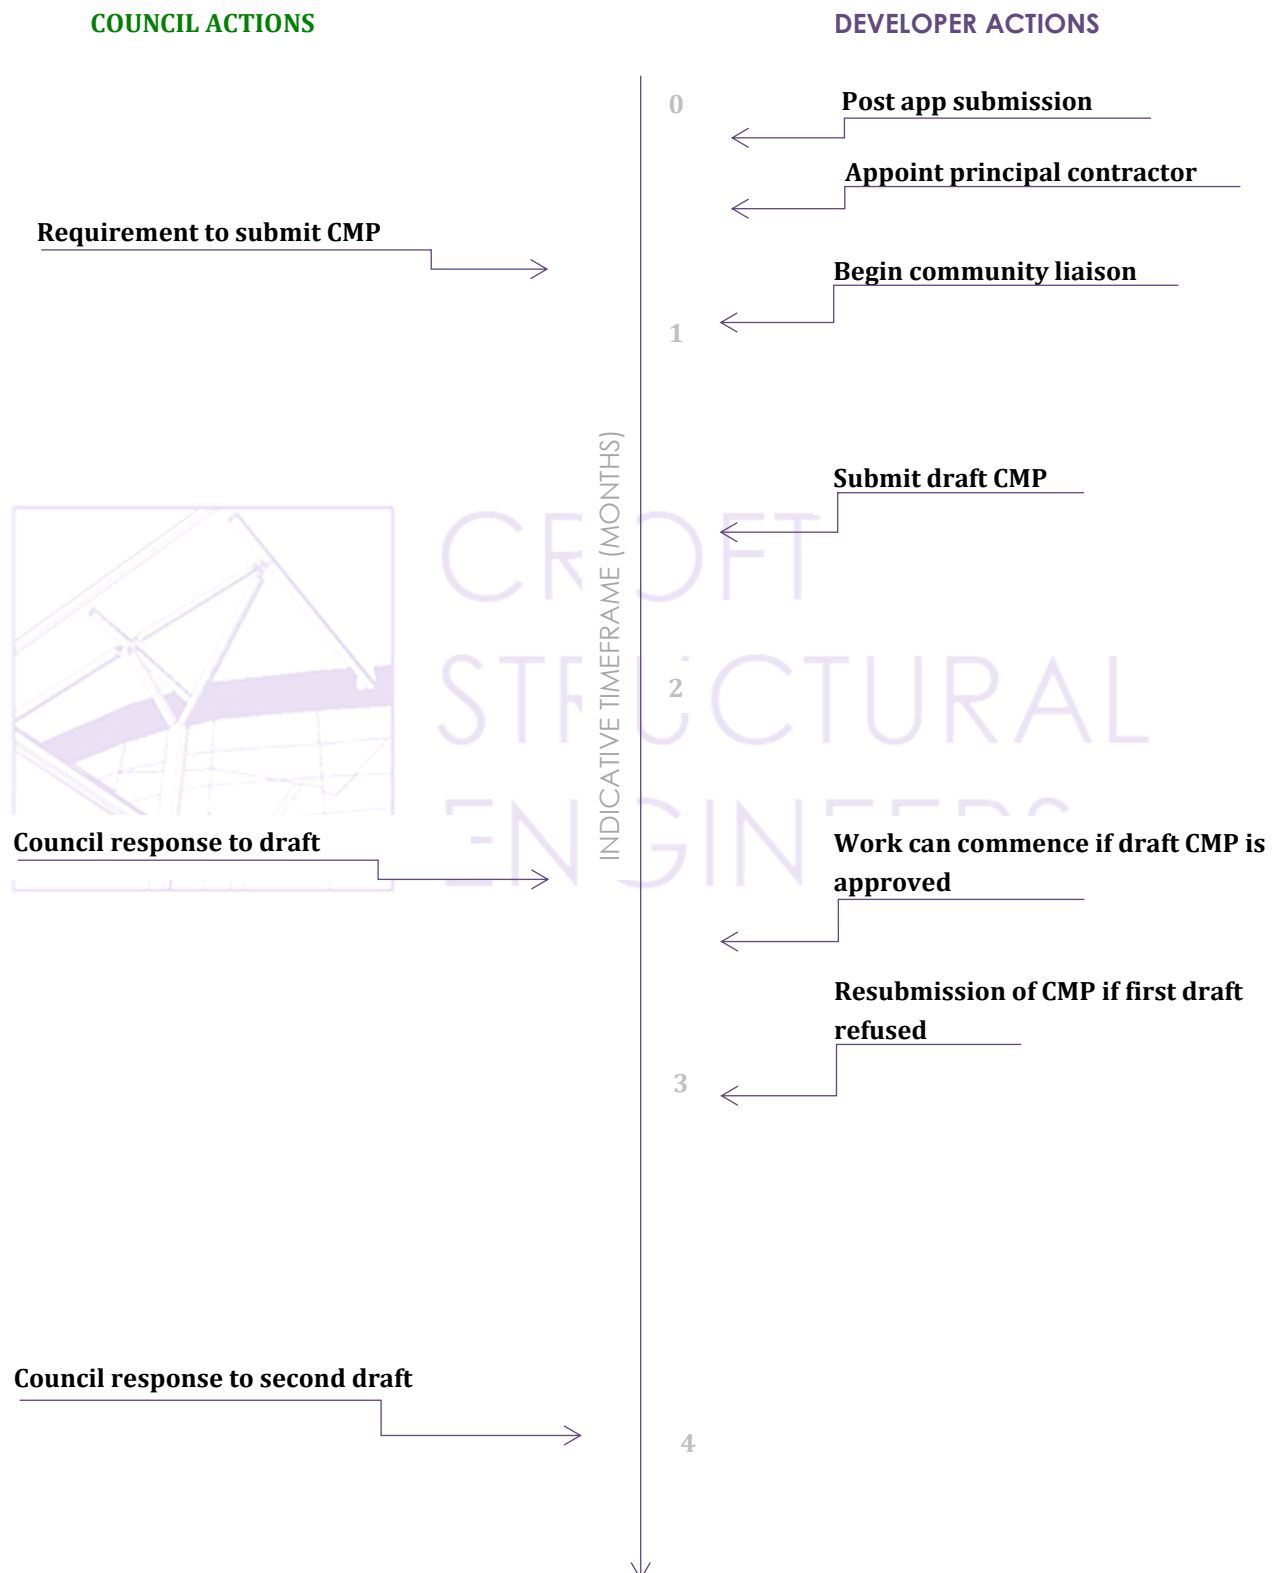 COUNCIL ACTIONS
DEVELOPER ACTIONS
0
Post app submission
Appoint principal contractor
Requirement to submit CMP
Begin community liaison
1
INDICATIVE TIMEFRAME (MONTHS)
Submit draft CMP
CROFT
STRUCTURAL
ENGINEERS
2
Council response to draft
Work can commence if draft CMP is
approved
Resubmission of CMP if first draft
refused
3
Council response to second draft
4